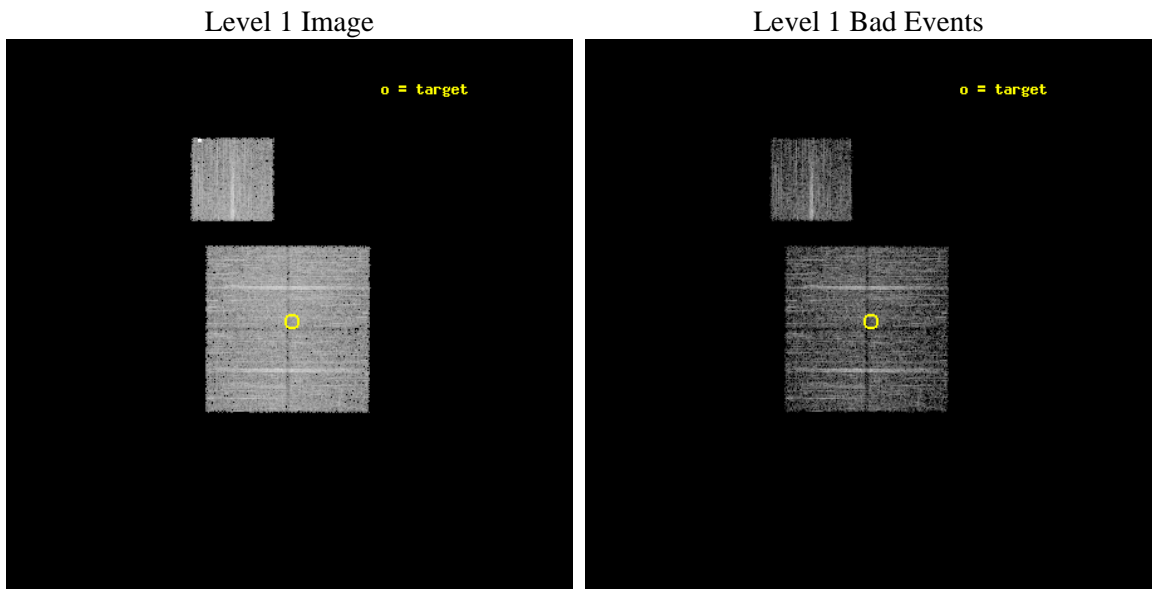 Level 1 Image
Level 1 Bad Events
o = target
o = target